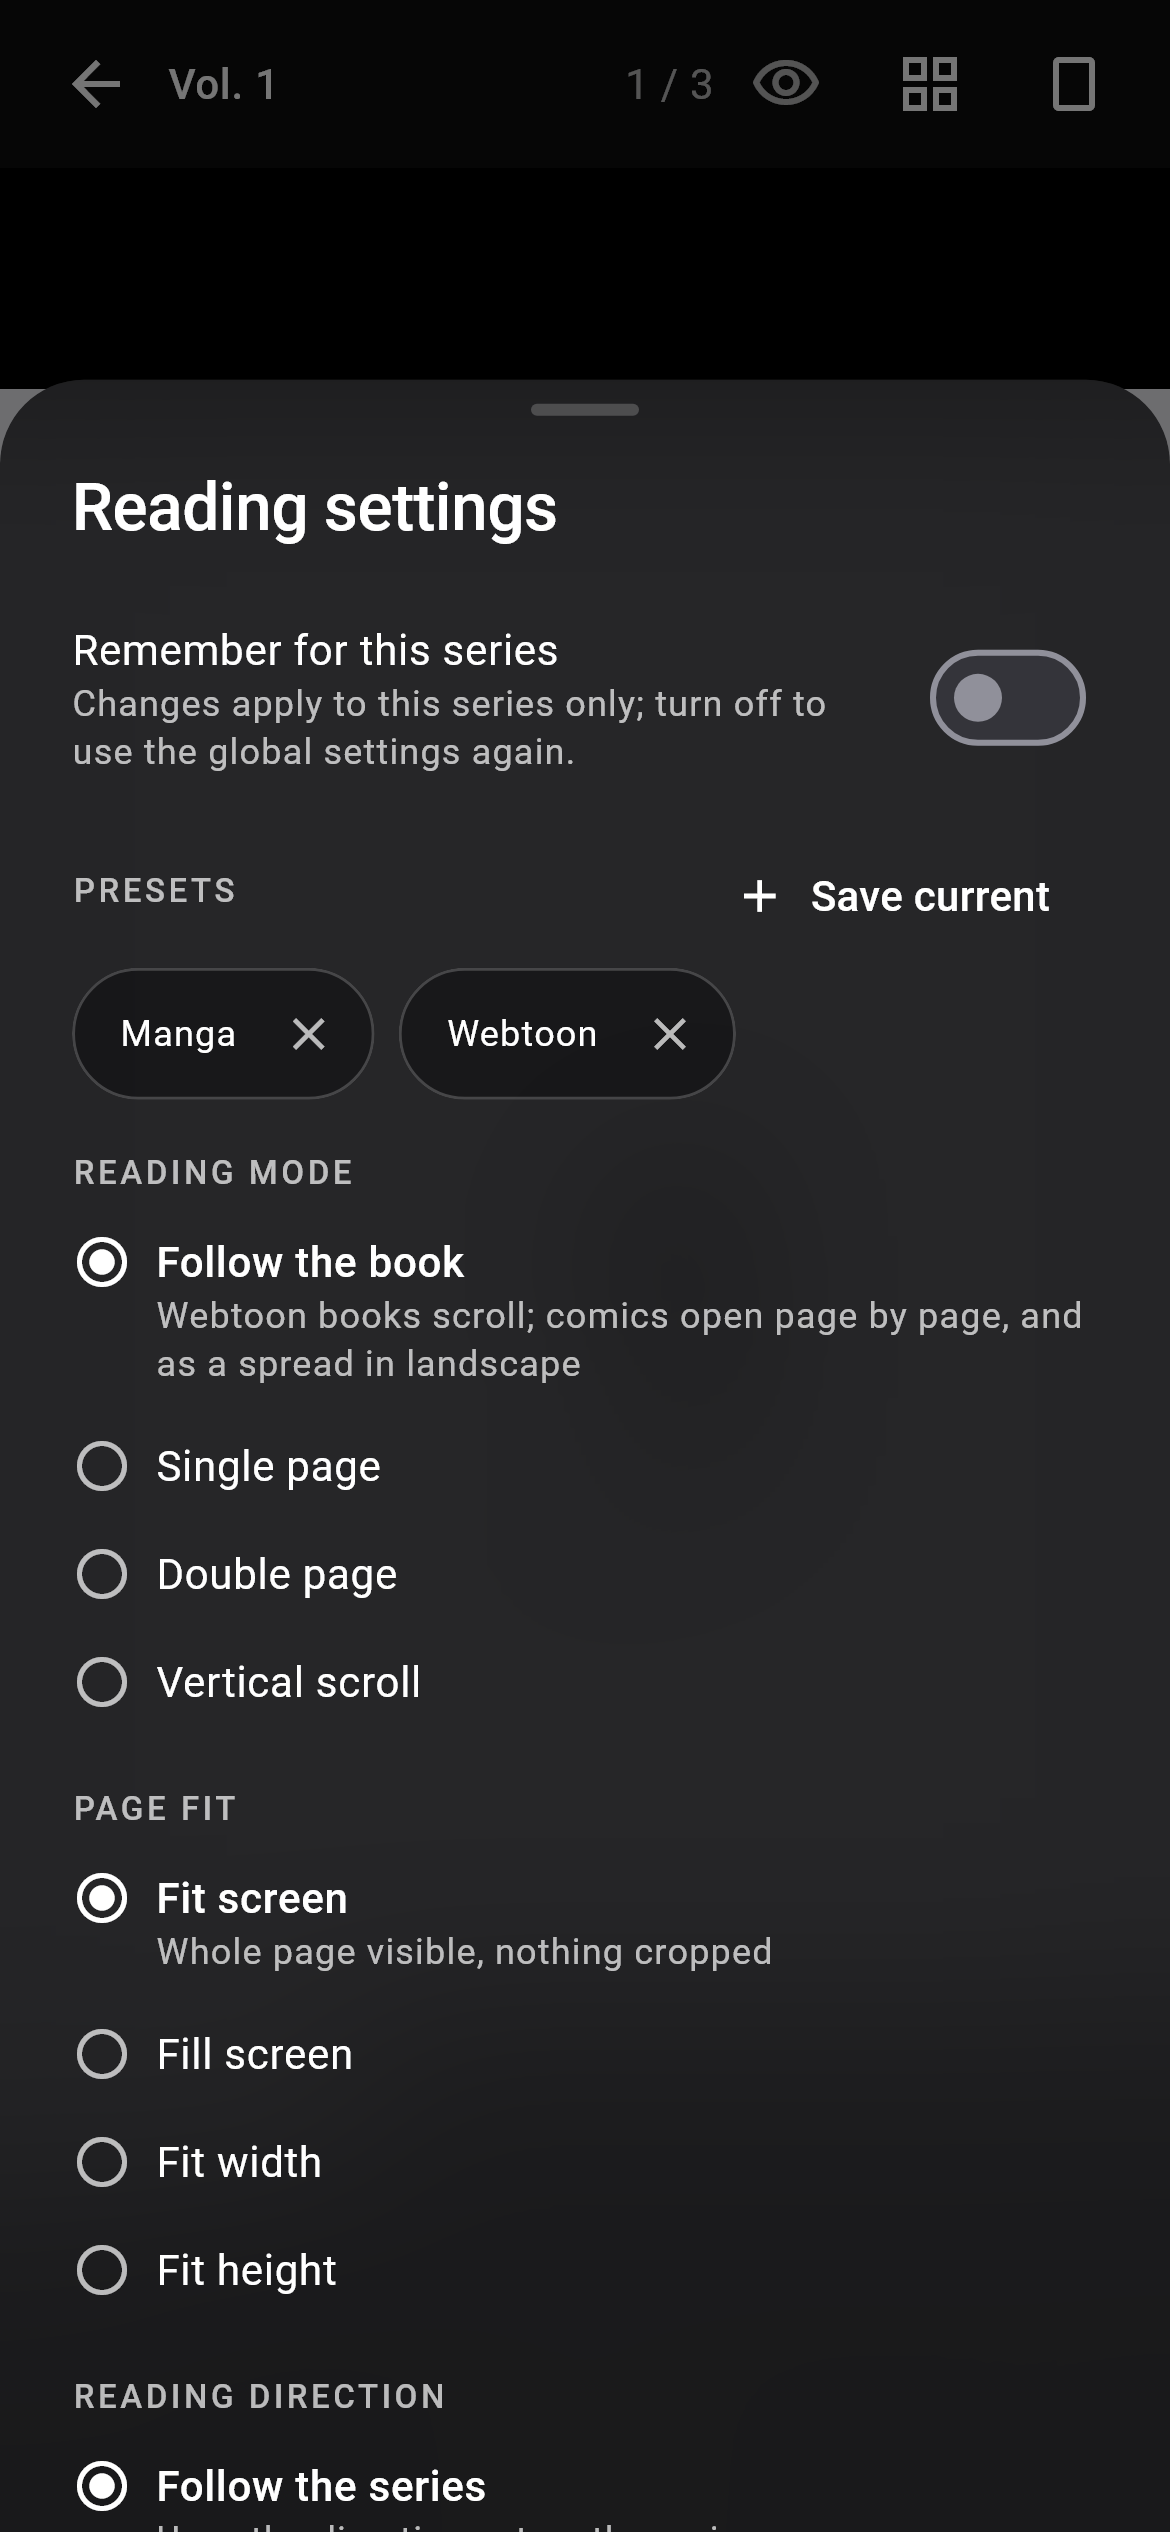 Vol. 1
1 / 3
Reading settings
Remember for this series
Changes apply to this series only; turn off to
use the global settings again.
PRESETS
Save current
Manga
Webtoon
READING MODE
Follow the book
Webtoon books scroll; comics open page by page, and
as a spread in landscape
Single page
Double page
Vertical scroll
PAGE FIT
Fit screen
Whole page visible, nothing cropped
Fill screen
Fit width
Fit height
READING DIRECTION
Follow the series